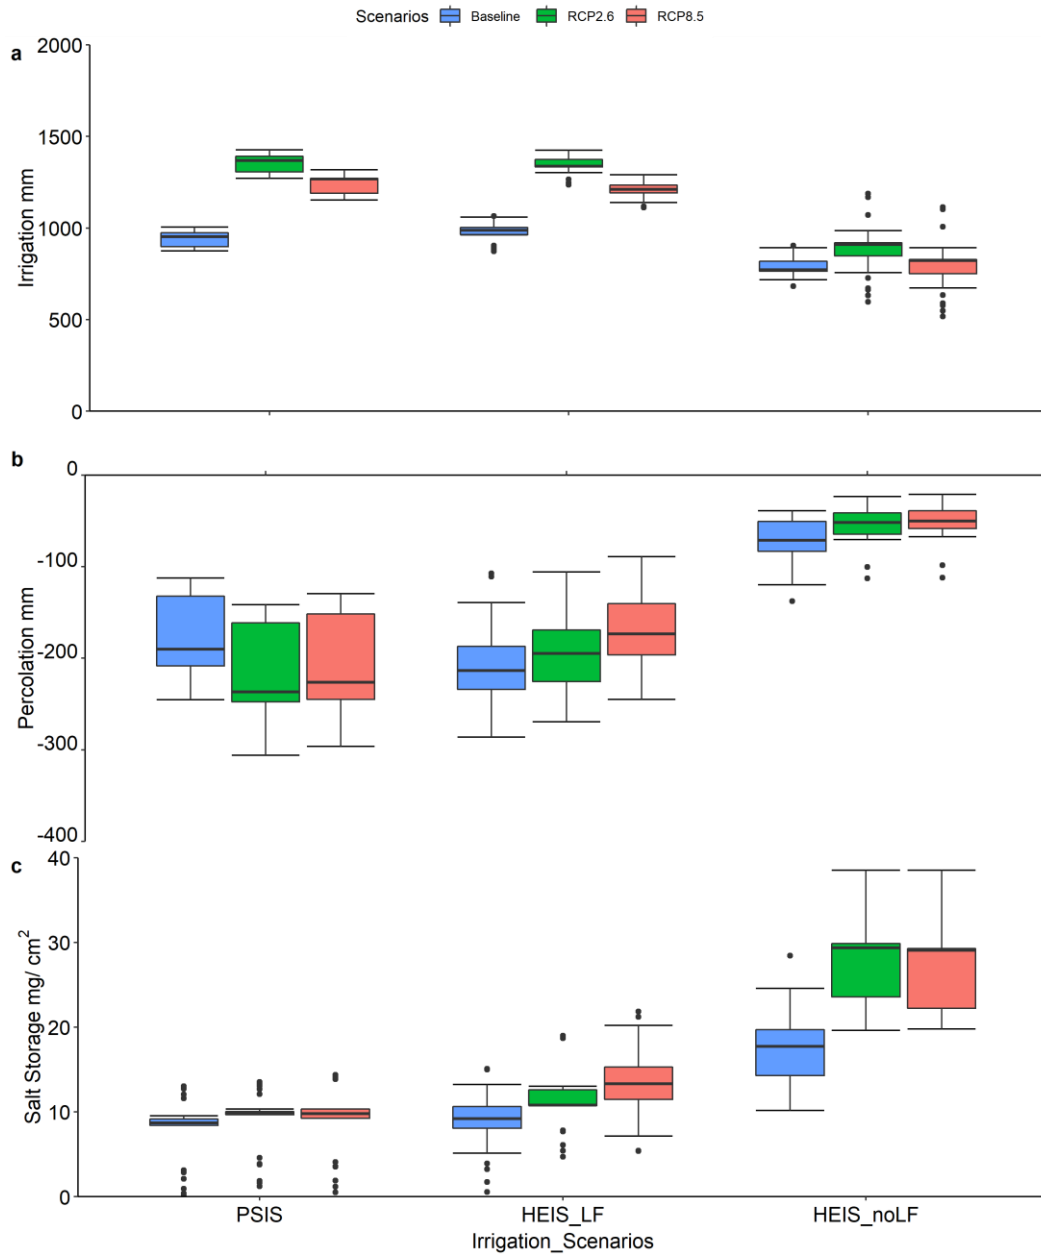 Scenarios Baseline RCP2.6 RCP8.5
a
2000
1500
1000
500
0
Irrigation mm
b
0
-100
-200
-300
-400
Percolation mm
c
40
30
20
10
0
Salt Storage mg/ cm²
PSIS HEIS_LF HEIS_noLF
Irrigation_Scenarios